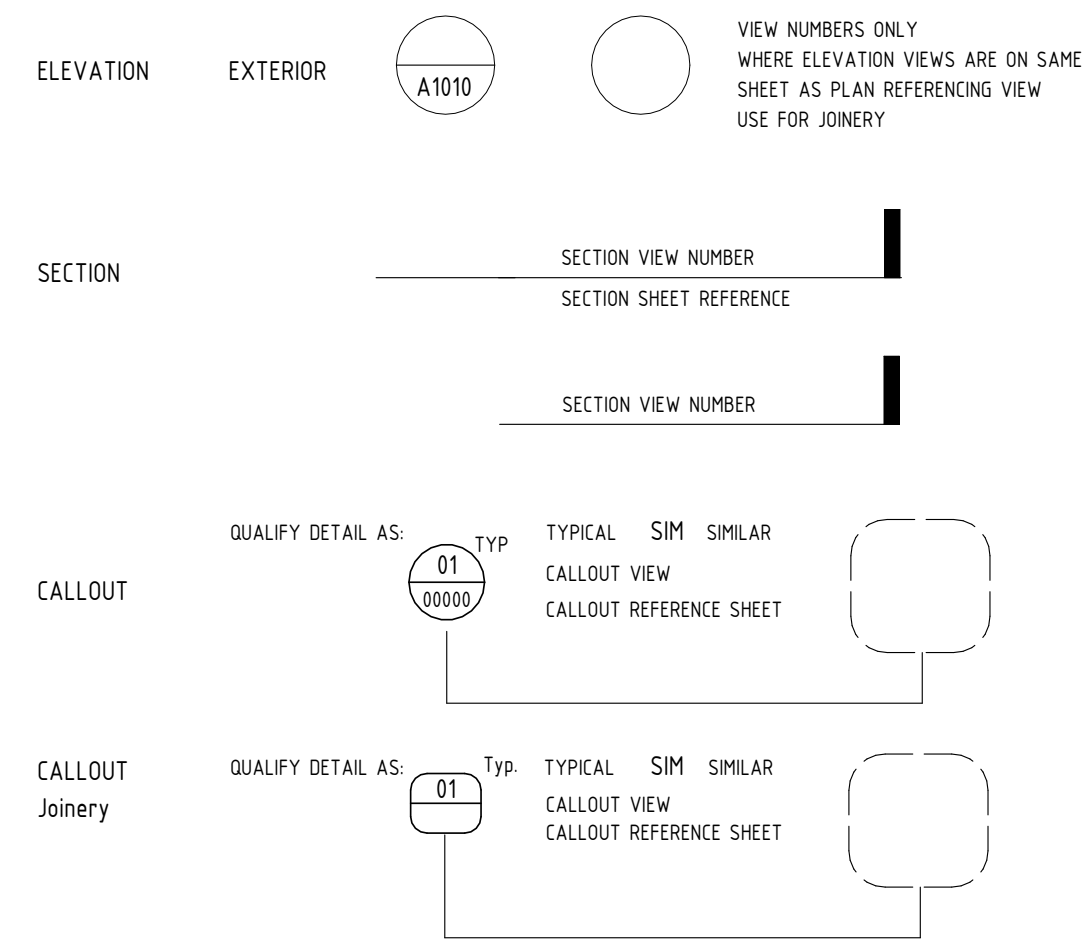 VIEW NUMBERS ONLY
ELEVATION EXTERIOR WHERE ELEVATION VIEWS ARE ON SAME
A1010 SHEET AS PLAN REFERENCING VIEW
USE FOR JOINERY
SECTION SECTION VIEW NUMBER
SECTION SHEET REFERENCE
SECTION VIEW NUMBER
QUALIFY DETAIL AS: TYP TYPICAL SIM SIMILAR
01 CALLOUT VIEW
CALLOUT 00000 CALLOUT REFERENCE SHEET
CALLOUT QUALIFY DETAIL AS: Typ. TYPICAL SIM SIMILAR
Joinery 01 CALLOUT VIEW
CALLOUT REFERENCE SHEET